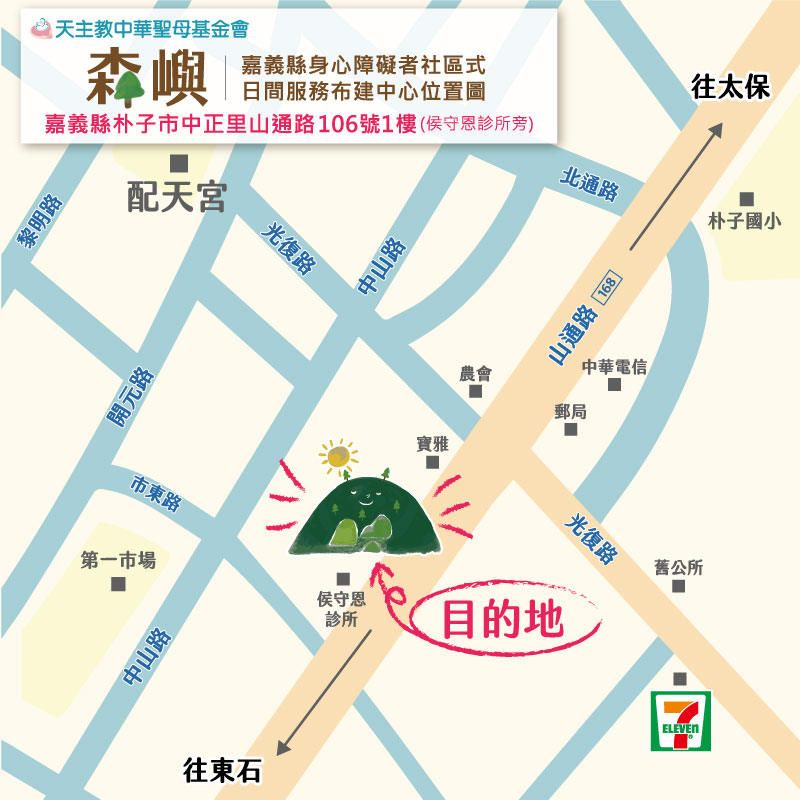 天主教中華聖母基金會
森嶼
嘉義縣身心障礙者社區式
日間服務布建中心位置圖
嘉義縣朴子市中正里山通路106號1樓(侯守恩診所旁)
往太保
配天宮
北通路
朴子國小
黎明路
光復路
中山路
168
山通路
農會
中華電信
開元路
郵局
寶雅
市東路
光復路
第一市場
舊公所
侯守恩
診所
目的地
中山路
7
ELEVEn
往東石